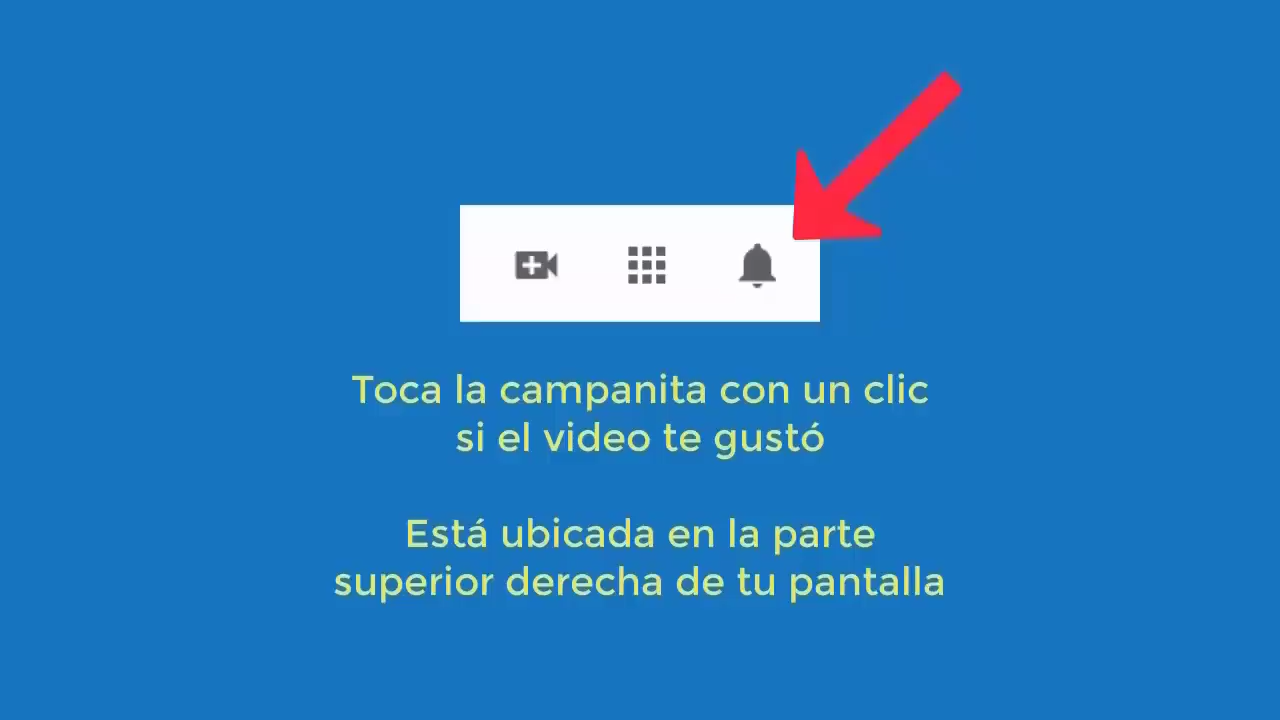 Toca la campanita con un clic
si el video te gustó
Está ubicada en la parte
superior derecha de tu pantalla